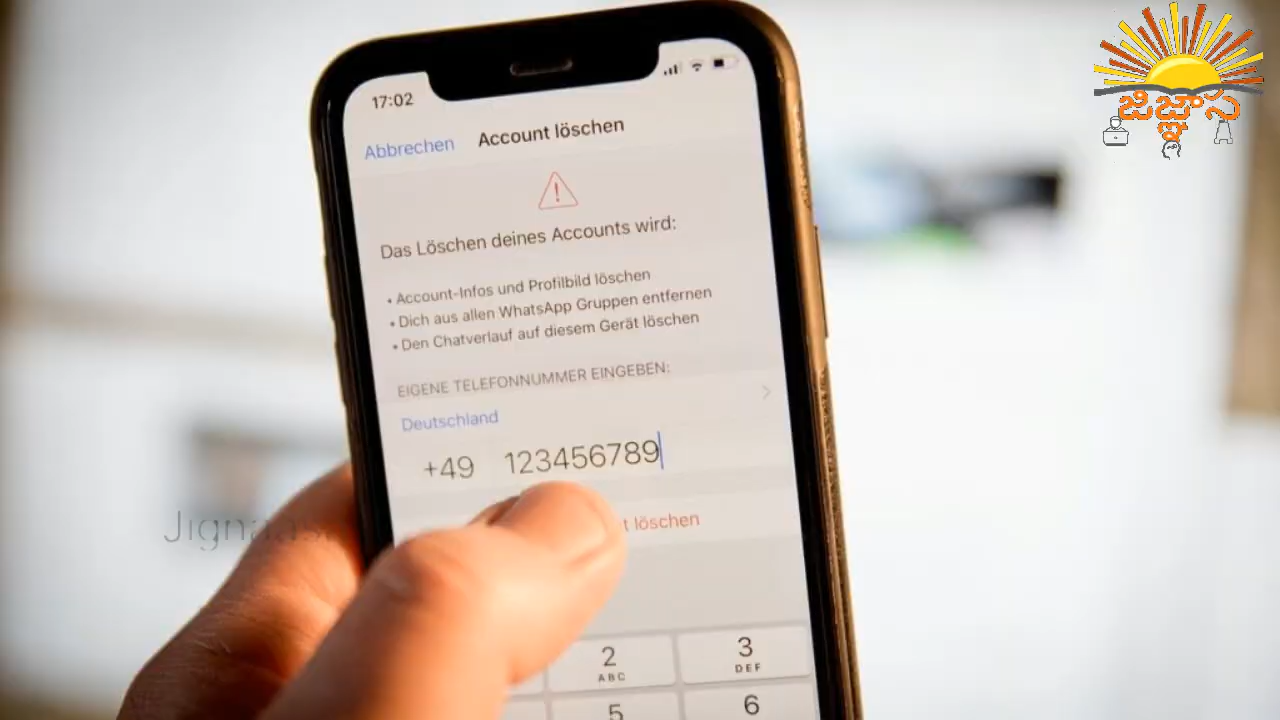 17:02
Abbrechen Account löschen
Das Löschen deines Accounts wird:
• Account-Infos und Profilbild löschen
• Dich aus allen WhatsApp Gruppen entfernen
• Den Chatverlauf auf diesem Gerät löschen
EIGENE TELEFONNUMMER EINGEBEN:
Deutschland
+49 123456789
löschen
2
ABC
3
DEF
5
6
జిజ్ఞాస
Jignaasa